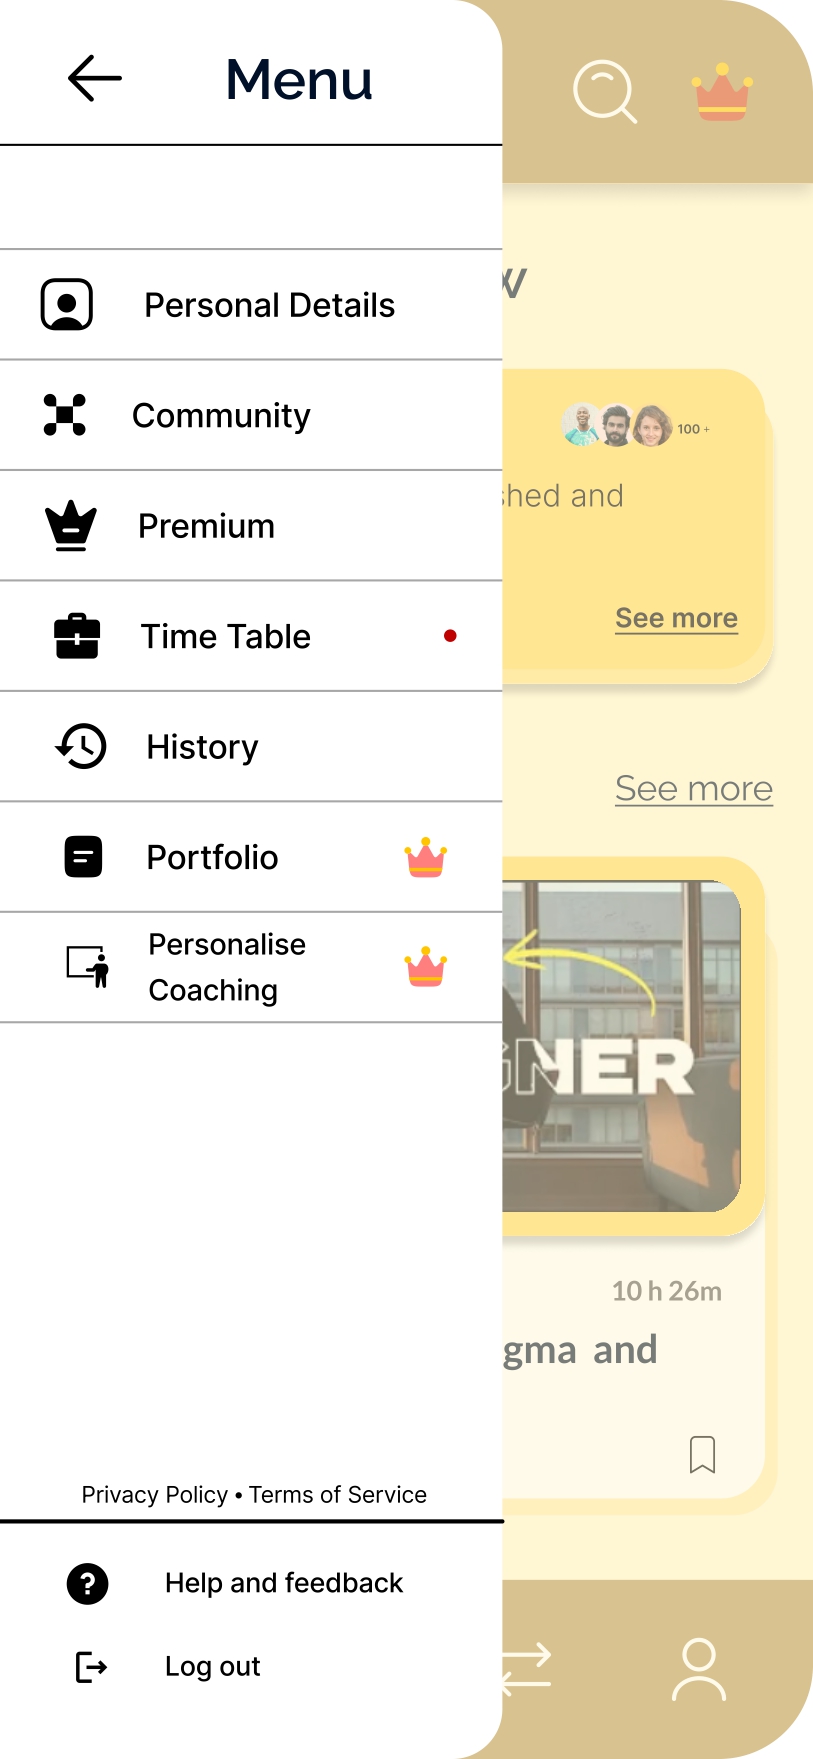 Menu
Personal Details
Community
100 +
Premium
shed and
Time Table
See more
History
See more
Portfolio
Personalise
Coaching
NER
10 h 26m
gma and
Privacy Policy • Terms of Service
Help and feedback
Log out